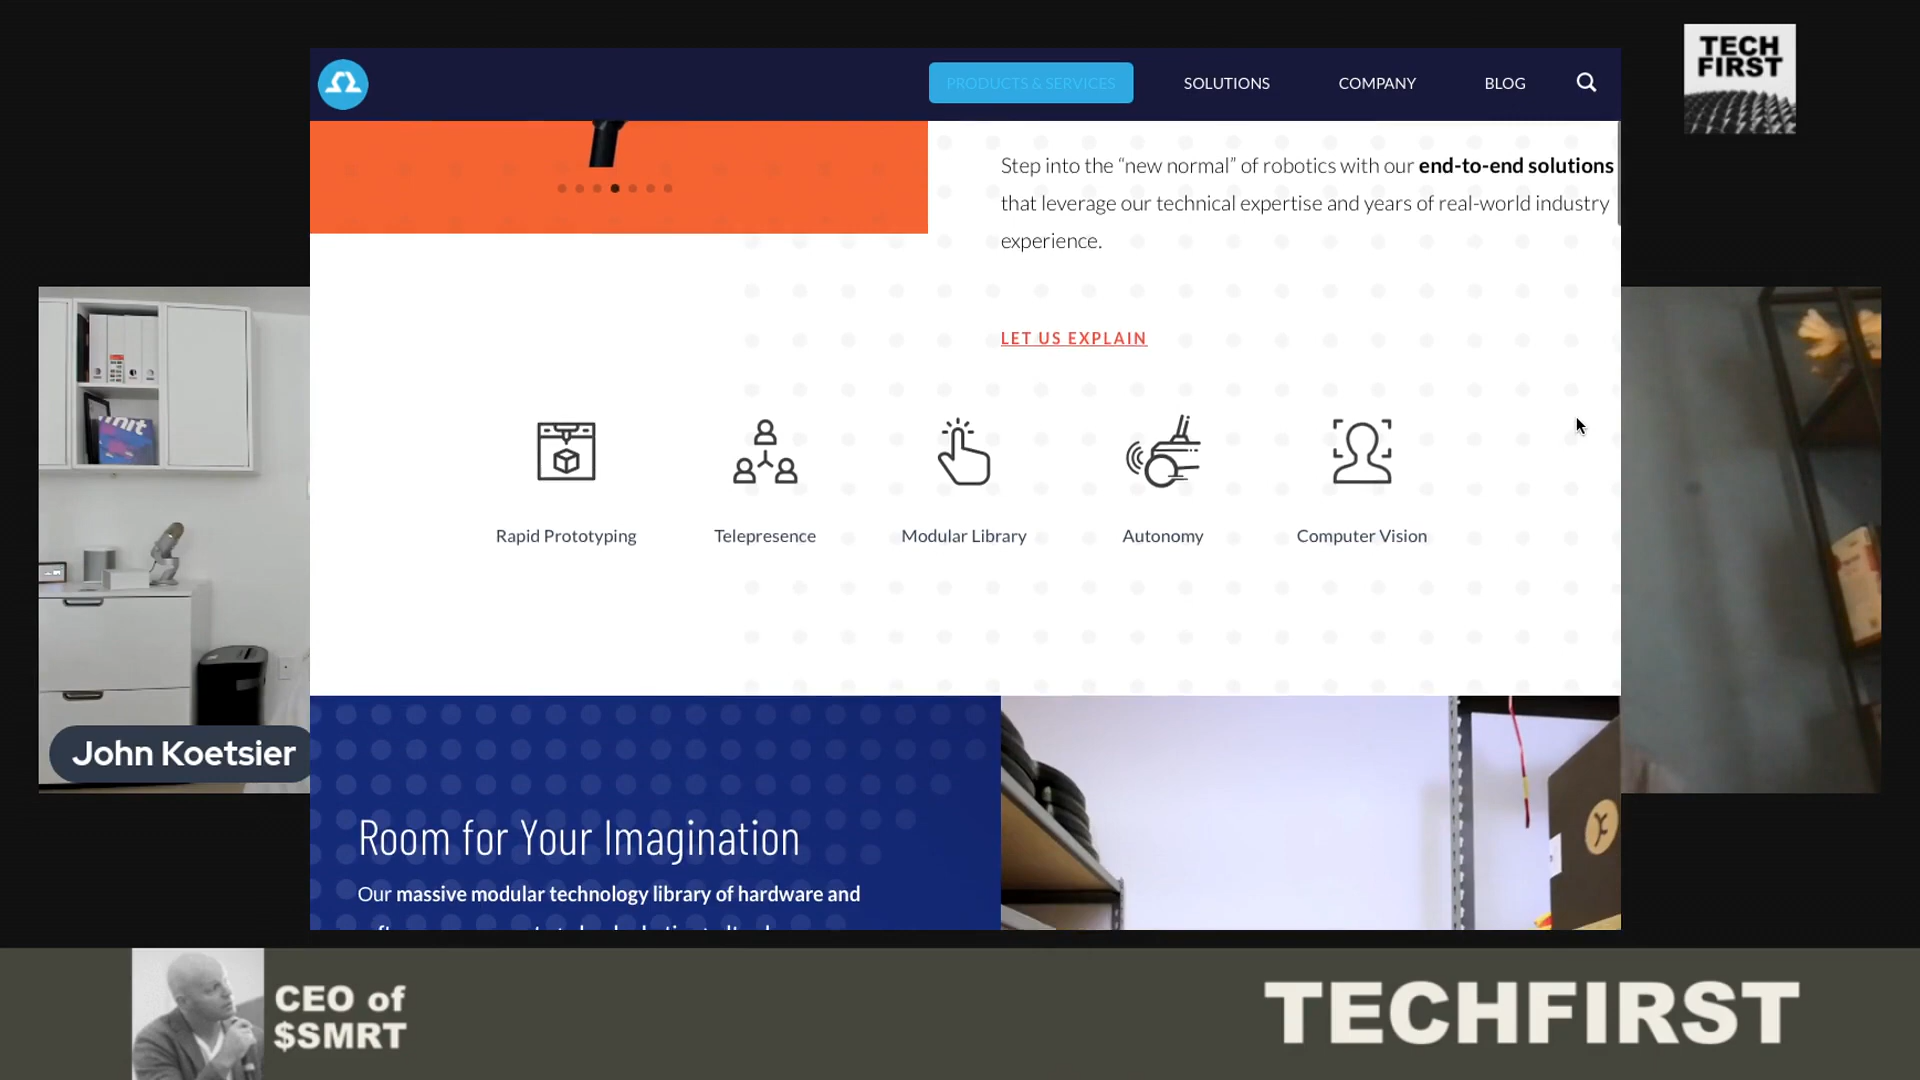 TECH
FIRST
PRODUCTS & SERVICES
SOLUTIONS
COMPANY
BLOG
Step into the “new normal” of robotics with our end-to-end solutions
that leverage our technical expertise and years of real-world industry
experience.
LET US EXPLAIN
Rapid Prototyping
Telepresence
Modular Library
Autonomy
Computer Vision
John Koetsier
Room for Your Imagination
Our massive modular technology library of hardware and
CEO of
$SMRT
TECHFIRST